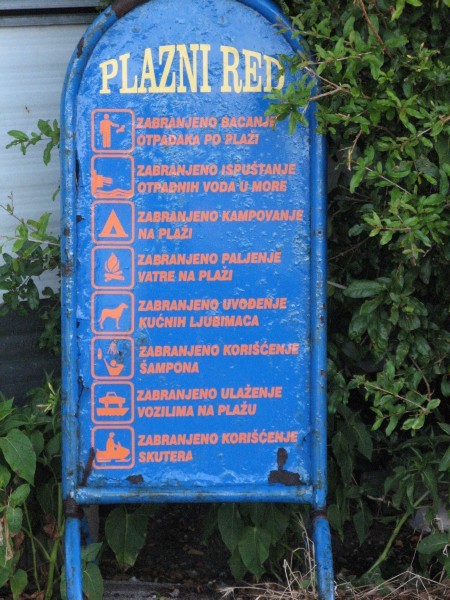 PLAZNI RED
ZABRANJENO BACANJE
OTPADAKA PO PLAŽI
ZABRANJENO ISPUŠTANJE
OTPADNIH VODA U MORE
ZABRANJENO KAMPOVANJE
NA PLAŽI
ZABRANJENO PALJENJE
VATRE NA PLAŽI
ZABRANJENO UVOĐENJE
KUĆNIH LJUBIMACA
ZABRANJENO KORIŠĆENJE
ŠAMPONA
ZABRANJENO ULAŽENJE
VOZILIMA NA PLAŽU
ZABRANJENO KORIŠĆENJE
SKUTERA